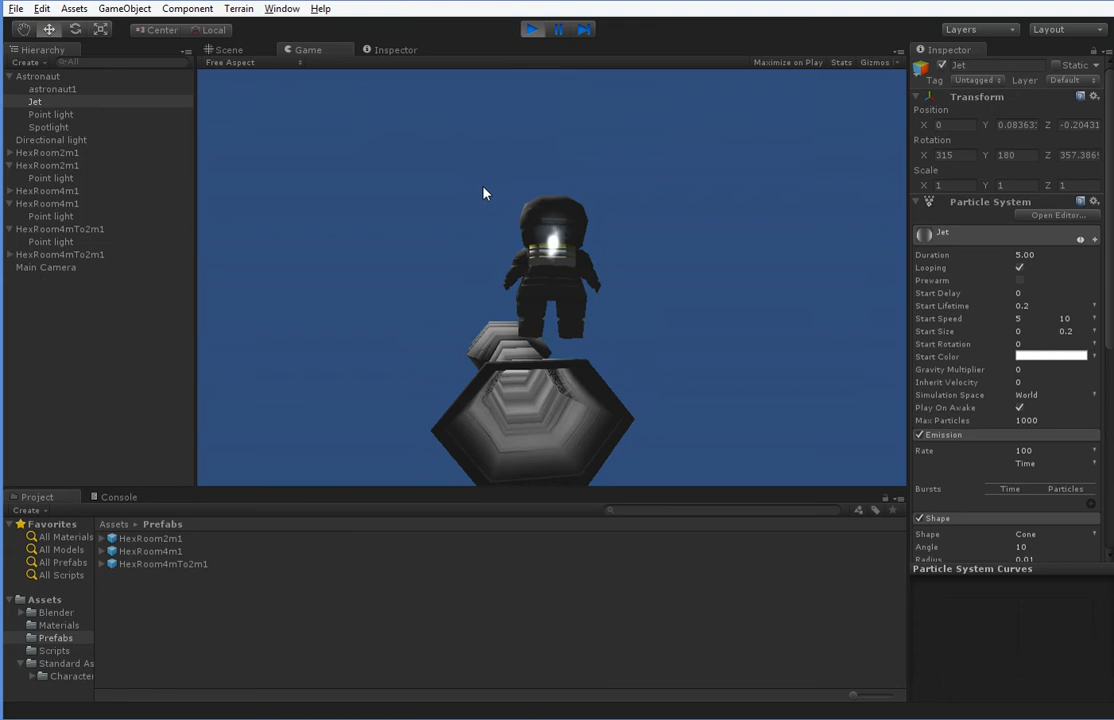 File Edit Assets GameObject Component Terrain Window Help
Center Local Layers Layout
Hierarchy Scene Game Inspector Inspector
Create All Free Aspect Maximize on Play Stats Gizmos Jet Static
Astronaut Tag Untagged Layer Default
astronaut1 Transform
Jet Position
Point light X 0 Y 0.08363 Z -0.20431
Spotlight Rotation
Directional light X 315 Y 180 Z 357.386
HexRoom2m1 Scale
HexRoom2m1 X 1 Y 1 Z 1
Point light
HexRoom4m1 Particle System
HexRoom4m1 Open Editor...
Point light Jet
HexRoom4mTo2m1
Point light Duration 5.00
HexRoom4mTo2m1 Looping
Main Camera Prewarm
Start Delay 0
Start Lifetime 0.2
Start Speed 5 10
Start Size 0 0.2
Start Rotation 0
Start Color
Gravity Multiplier 0
Inherit Velocity 0
Simulation Space World
Play On Awake
Max Particles 1000
Emission
Rate 100
Time
Bursts Time Particles
Project Console
Create Assets Prefabs Shape
Favorites HexRoom2m1 Shape Cone
All Materials HexRoom4m1 Angle 10
All Models HexRoom4mTo2m1 Radius 0.01
All Prefabs Particle System Curves
All Scripts
Assets
Blender
Materials
Prefabs
Scripts
Standard As
Character